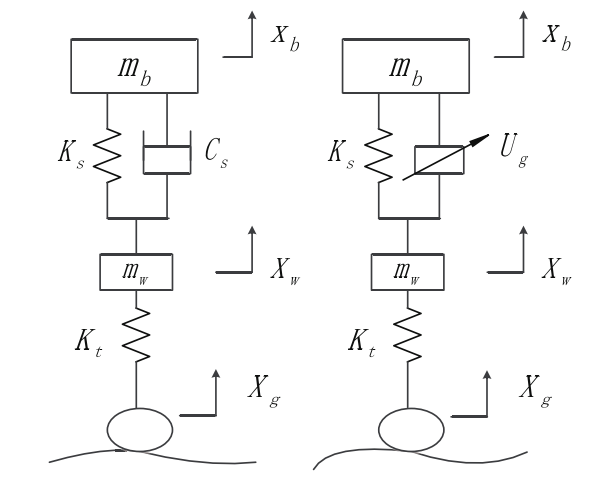 m_b X_b
K_s C_s
m_w X_w
K_t
X_g
m_b X_b
K_s U_g
m_w X_w
K_t
X_g